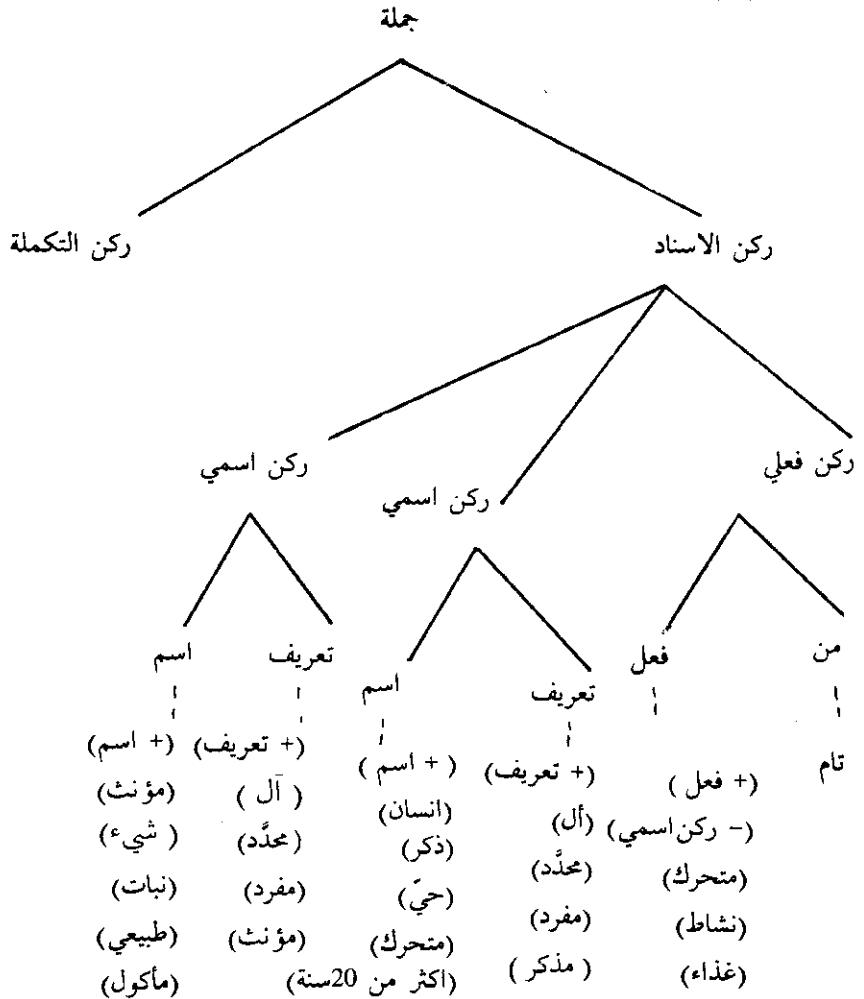 جملة
ركن الاسناد
ركن التكملة
ركن فعلي
ركن اسمي
ركن اسمي
من
فعل
تعريف
اسم
تعريف
اسم
تام
(+ فعل)
(– ركن اسمي)
(متحرك)
(نشاط)
(غذاء)
(+ تعريف)
(أل)
(محدَّد)
(مفرد)
(مذكر)
(+ اسم)
(انسان)
(ذكر)
(حيّ)
(متحرك)
(اكثر من 20سنة)
(+ تعريف)
(آل)
(محدَّد)
(مفرد)
(مؤنث)
(+ اسم)
(مؤنث)
(شيء)
(نبات)
(طبيعي)
(مأكول)